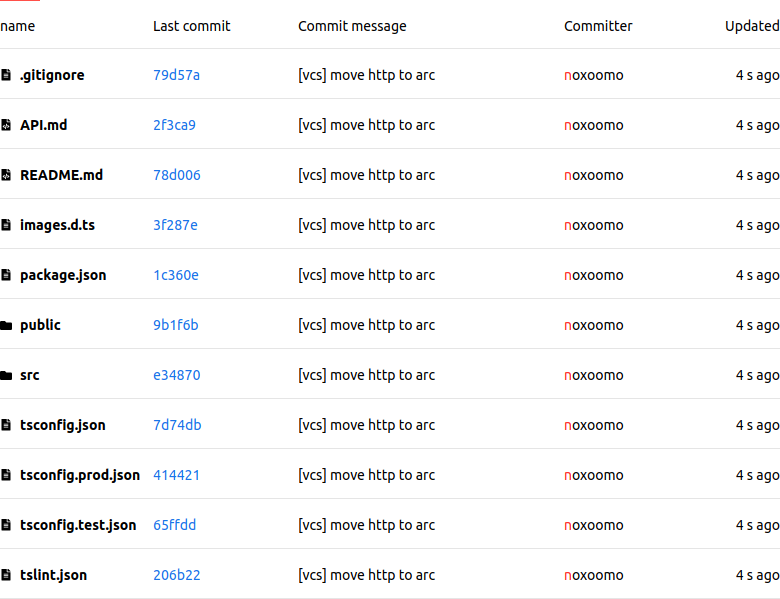 name Last commit Commit message Committer Updated
.gitignore 79d57a [vcs] move http to arc noxoomo 4 s ago
API.md 2f3ca9 [vcs] move http to arc noxoomo 4 s ago
README.md 78d006 [vcs] move http to arc noxoomo 4 s ago
images.d.ts 3f287e [vcs] move http to arc noxoomo 4 s ago
package.json 1c360e [vcs] move http to arc noxoomo 4 s ago
public 9b1f6b [vcs] move http to arc noxoomo 4 s ago
src e34870 [vcs] move http to arc noxoomo 4 s ago
tsconfig.json 7d74db [vcs] move http to arc noxoomo 4 s ago
tsconfig.prod.json 414421 [vcs] move http to arc noxoomo 4 s ago
tsconfig.test.json 65ffdd [vcs] move http to arc noxoomo 4 s ago
tslint.json 206b22 [vcs] move http to arc noxoomo 4 s ago